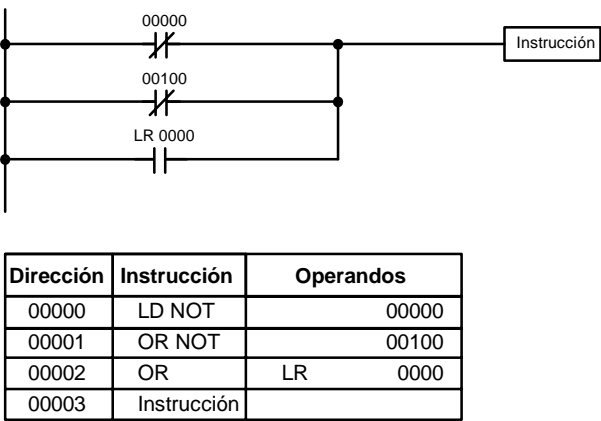 00000
Instrucción
00100
LR 0000
Dirección Instrucción Operandos
00000 LD NOT 00000
00001 OR NOT 00100
00002 OR LR 0000
00003 Instrucción